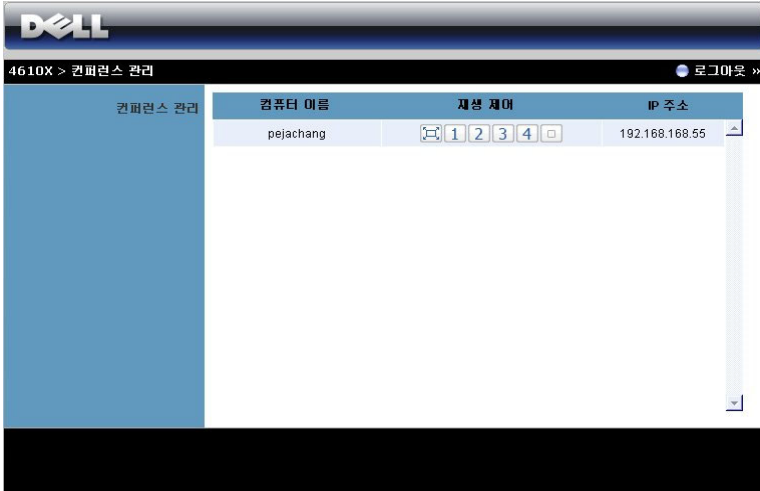 DELL
4610X > 컨퍼런스 관리
로그아웃 »
컨퍼런스 관리
컴퓨터 이름 재생 제어 IP 주소
pejachang 1 2 3 4 192.168.168.55